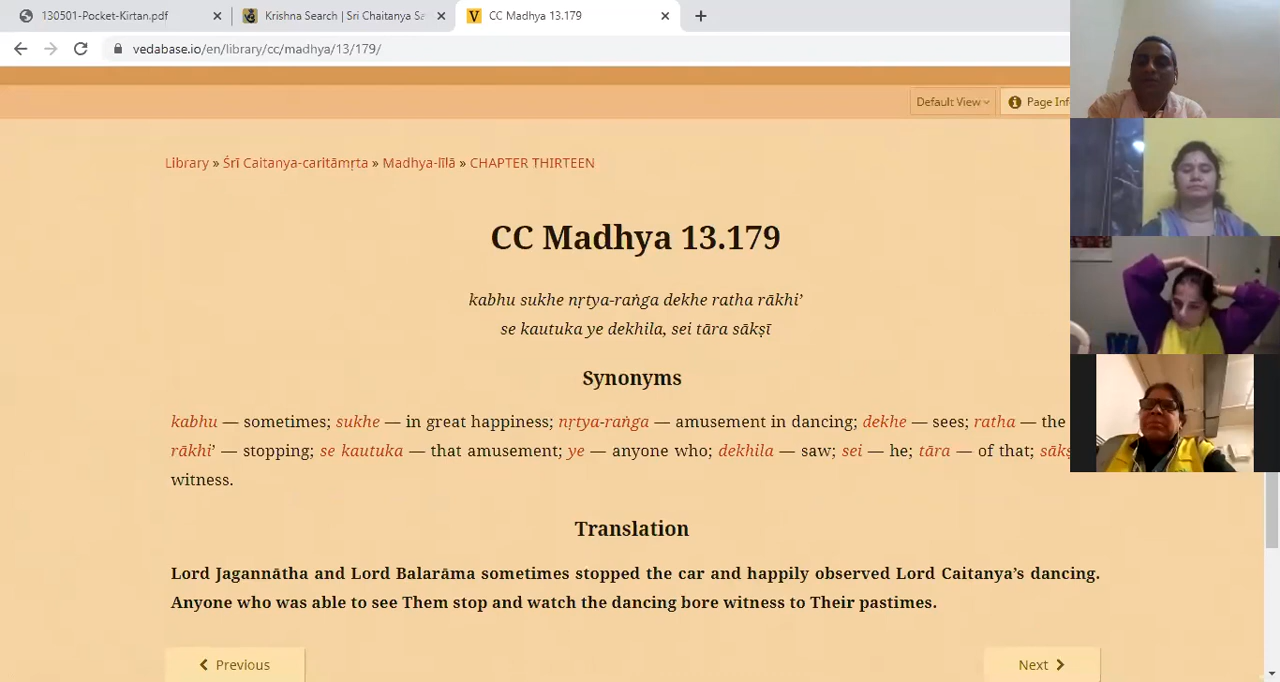 130501-Pocket-Kirtan.pdf
Krishna Search | Sri Chaitanya Sa
CC Madhya 13.179
vedabase.io/en/library/cc/madhya/13/179/
Default View
Page Inf
Library » Śrī Caitanya-caritāmṛta » Madhya-līlā » CHAPTER THIRTEEN
CC Madhya 13.179
kabhu sukhe nṛtya-raṅga dekhe ratha rākhi’
se kautuka ye dekhila, sei tāra sākṣī
Synonyms
kabhu — sometimes; sukhe — in great happiness; nṛtya-raṅga — amusement in dancing; dekhe — sees; ratha — the
rākhi’ — stopping; se kautuka — that amusement; ye — anyone who; dekhila — saw; sei — he; tāra — of that; sākṣ
witness.
Translation
Lord Jagannātha and Lord Balarāma sometimes stopped the car and happily observed Lord Caitanya’s dancing.
Anyone who was able to see Them stop and watch the dancing bore witness to Their pastimes.
Previous
Next